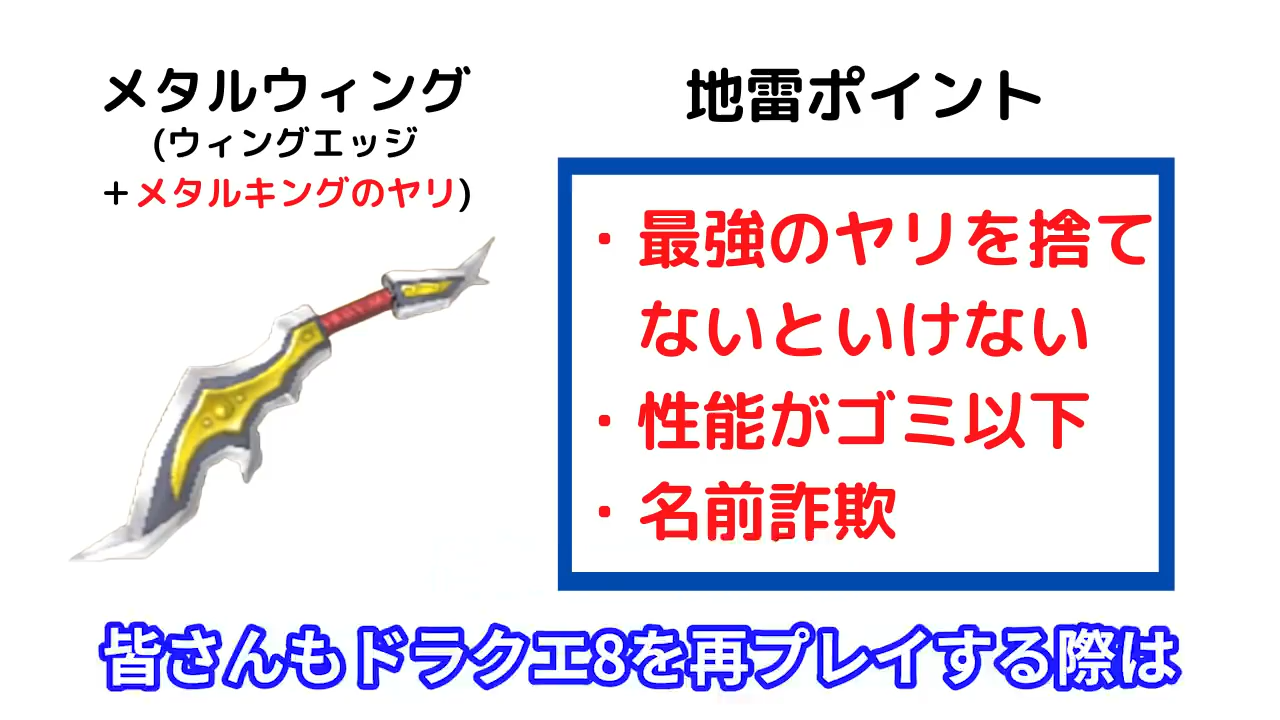 メタルウィング
(ウィングエッジ
＋メタルキングのヤリ)
地雷ポイント
・最強のヤリを捨て
ないといけない
・性能がゴミ以下
・名前詐欺
皆さんもドラクエ8を再プレイする際は